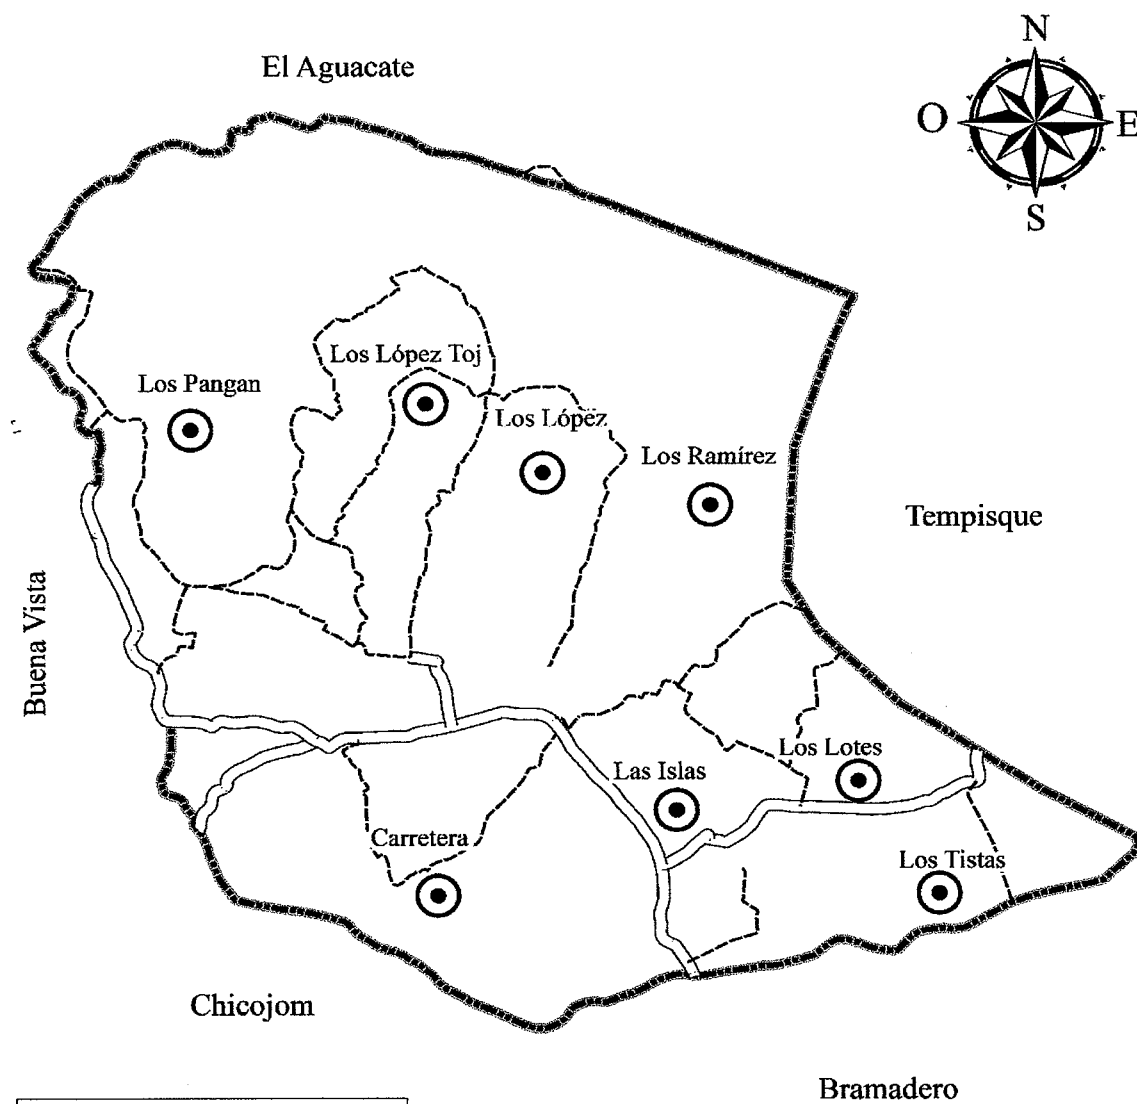 N
El Aguacate
O
E
S
Los López Toj
Los Pangan
Los López
Los Ramírez
Tempisque
Buena Vista
Los Lotes
Las Islas
Carretera
Los Tistas
Chicojom
Bramadero